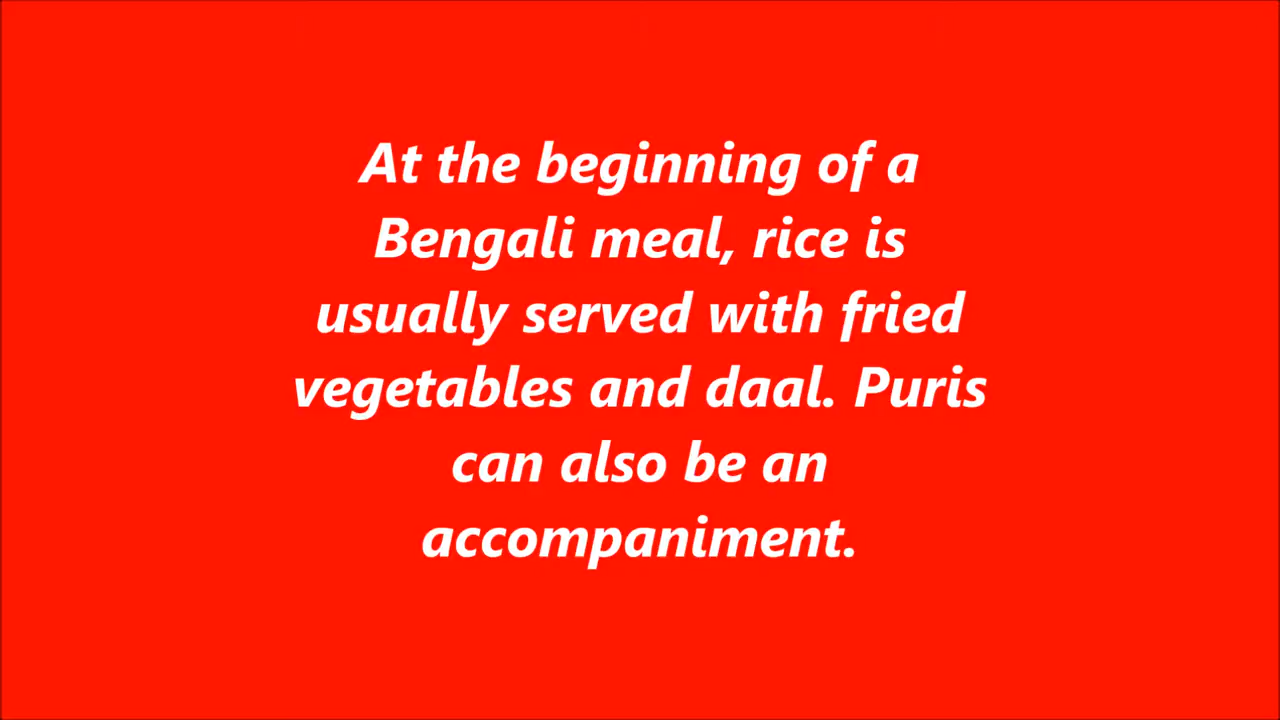 At the beginning of a
Bengali meal, rice is
usually served with fried
vegetables and daal. Puris
can also be an
accompaniment.